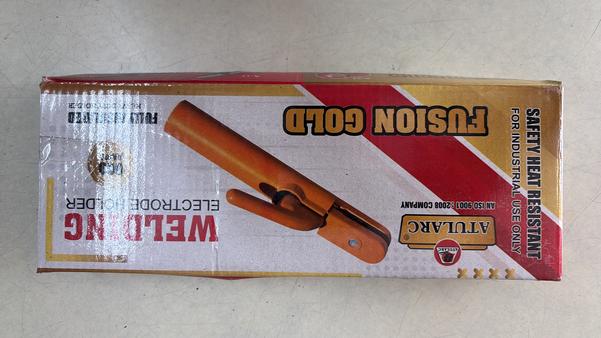 ATULARC
ATULARC
AN ISO 9001 : 2008 COMPANY
FUSION GOLD
SAFETY HEAT RESISTANT
FOR INDUSTRIAL USE ONLY
WELDING
ELECTRODE HOLDER
FULLY INSULATED